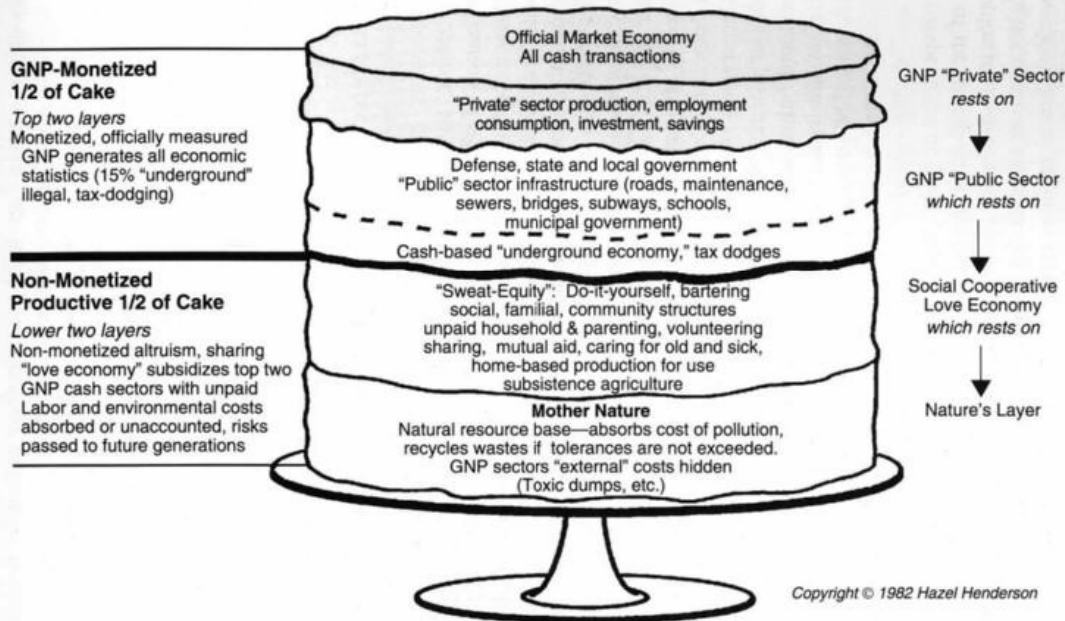 Official Market Economy
All cash transactions
"Private" sector production, employment
consumption, investment, savings
Defense, state and local government
"Public" sector infrastructure (roads, maintenance,
sewers, bridges, subways, schools,
municipal government)
Cash-based "underground economy," tax dodges
"Sweat-Equity": Do-it-yourself, bartering
social, familial, community structures
unpaid household & parenting, volunteering
sharing, mutual aid, caring for old and sick,
home-based production for use
subsistence agriculture
Mother Nature
Natural resource base—absorbs cost of pollution,
recycles wastes if tolerances are not exceeded.
GNP sectors "external" costs hidden
(Toxic dumps, etc.)
GNP-Monetized
1/2 of Cake
Top two layers
Monetized, officially measured
GNP generates all economic
statistics (15% "underground"
illegal, tax-dodging)
Non-Monetized
Productive 1/2 of Cake
Lower two layers
Non-monetized altruism, sharing
"love economy" subsidizes top two
GNP cash sectors with unpaid
Labor and environmental costs
absorbed or unaccounted, risks
passed to future generations
GNP "Private" Sector
rests on
GNP "Public Sector
which rests on
Social Cooperative
Love Economy
which rests on
Nature's Layer
Copyright © 1982 Hazel Henderson